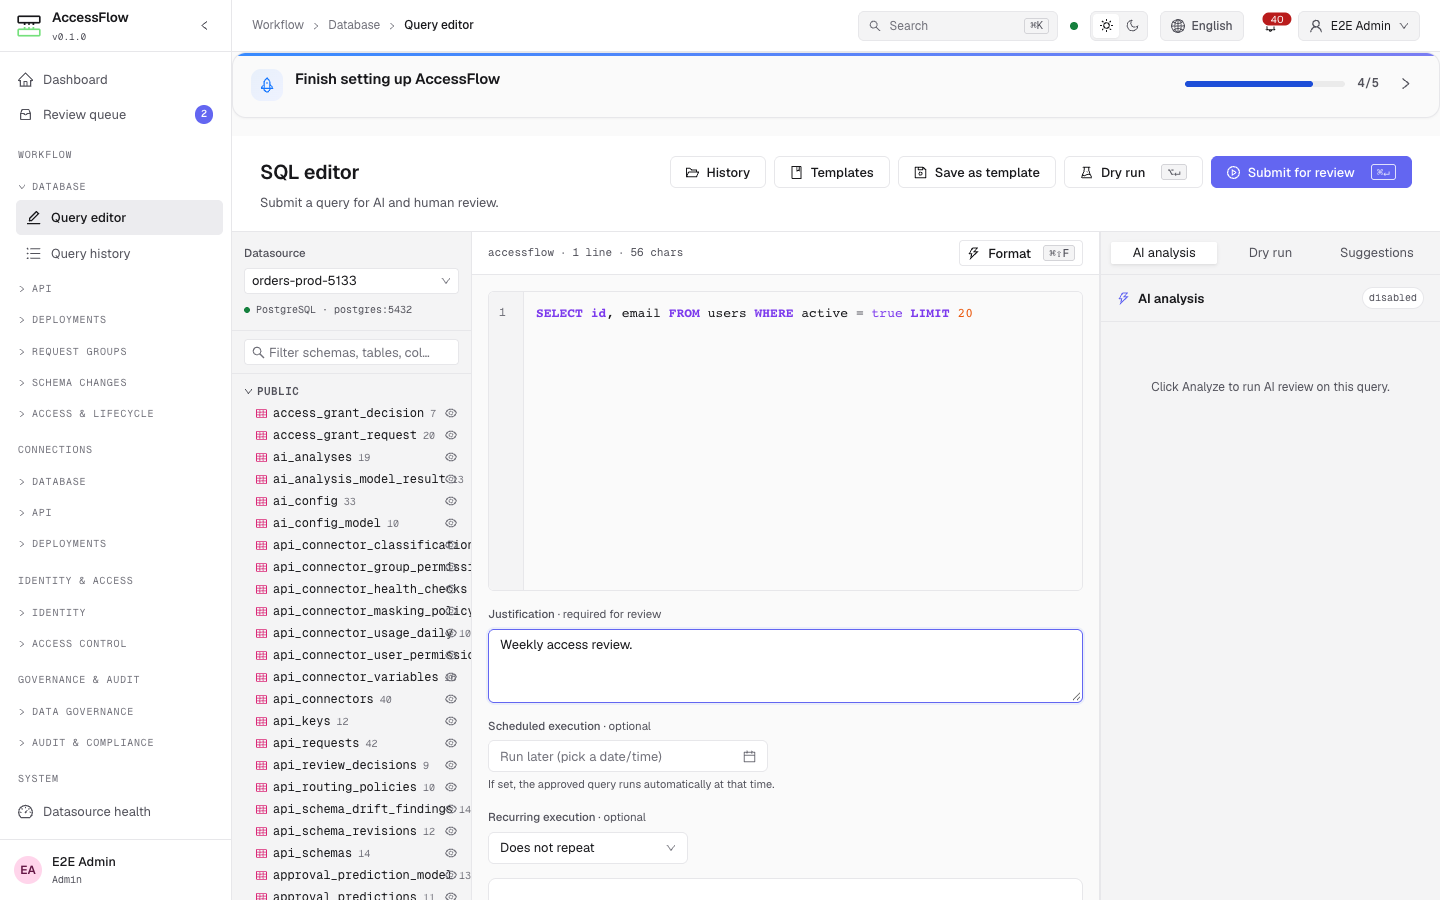 AccessFlow
v0.1.0
Dashboard
Review queue
2
WORKFLOW
DATABASE
Query editor
Query history
API
DEPLOYMENTS
REQUEST GROUPS
SCHEMA CHANGES
ACCESS & LIFECYCLE
CONNECTIONS
DATABASE
API
DEPLOYMENTS
IDENTITY & ACCESS
IDENTITY
ACCESS CONTROL
GOVERNANCE & AUDIT
DATA GOVERNANCE
AUDIT & COMPLIANCE
SYSTEM
Datasource health
EA
E2E Admin
Admin
Workflow
Database
Query editor
Search
⌘K
English
40
E2E Admin
Finish setting up AccessFlow
4/5
SQL editor
Submit a query for AI and human review.
History
Templates
Save as template
Dry run
⌥↵
Submit for review
⌘↵
Datasource
orders-prod-5133
PostgreSQL · postgres:5432
Filter schemas, tables, col...
PUBLIC
access_grant_decision 7
access_grant_request 20
ai_analyses 19
ai_analysis_model_result
ai_config 33
ai_config_model 10
api_connector_classification
api_connector_group_permissi
api_connector_health_checks
api_connector_masking_policy
api_connector_usage_daily 10
api_connector_user_permissio
api_connector_variables
api_connectors 40
api_keys 12
api_requests 42
api_review_decisions 9
api_routing_policies 10
api_schema_drift_findings 14
api_schema_revisions 12
api_schemas 14
approval_prediction_model 13
approval_predictions 11
accessflow · 1 line · 56 chars
Format
⌘⇧F
1
SELECT id, email FROM users WHERE active = true LIMIT 20
Justification · required for review
Weekly access review.
Scheduled execution · optional
Run later (pick a date/time)
If set, the approved query runs automatically at that time.
Recurring execution · optional
Does not repeat
AI analysis
Dry run
Suggestions
AI analysis
disabled
Click Analyze to run AI review on this query.